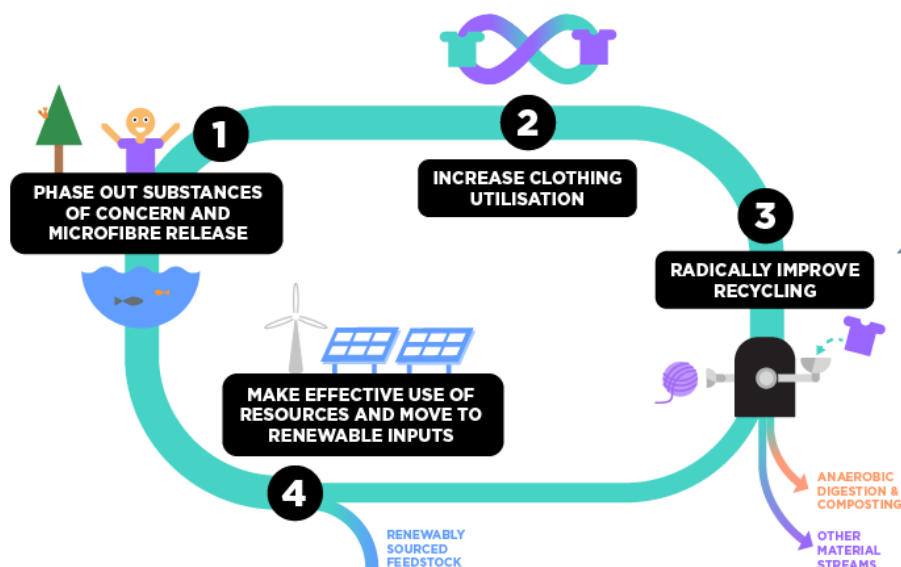 1
PHASE OUT SUBSTANCES
OF CONCERN AND
MICROFIBRE RELEASE
2
INCREASE CLOTHING
UTILISATION
3
RADICALLY IMPROVE
RECYCLING
MAKE EFFECTIVE USE OF
RESOURCES AND MOVE TO
RENEWABLE INPUTS
4
RENEWABLY
SOURCED
FEEDSTOCK
ANAEROBIC
DIGESTION &
COMPOSTING
OTHER
MATERIAL
STREAMS